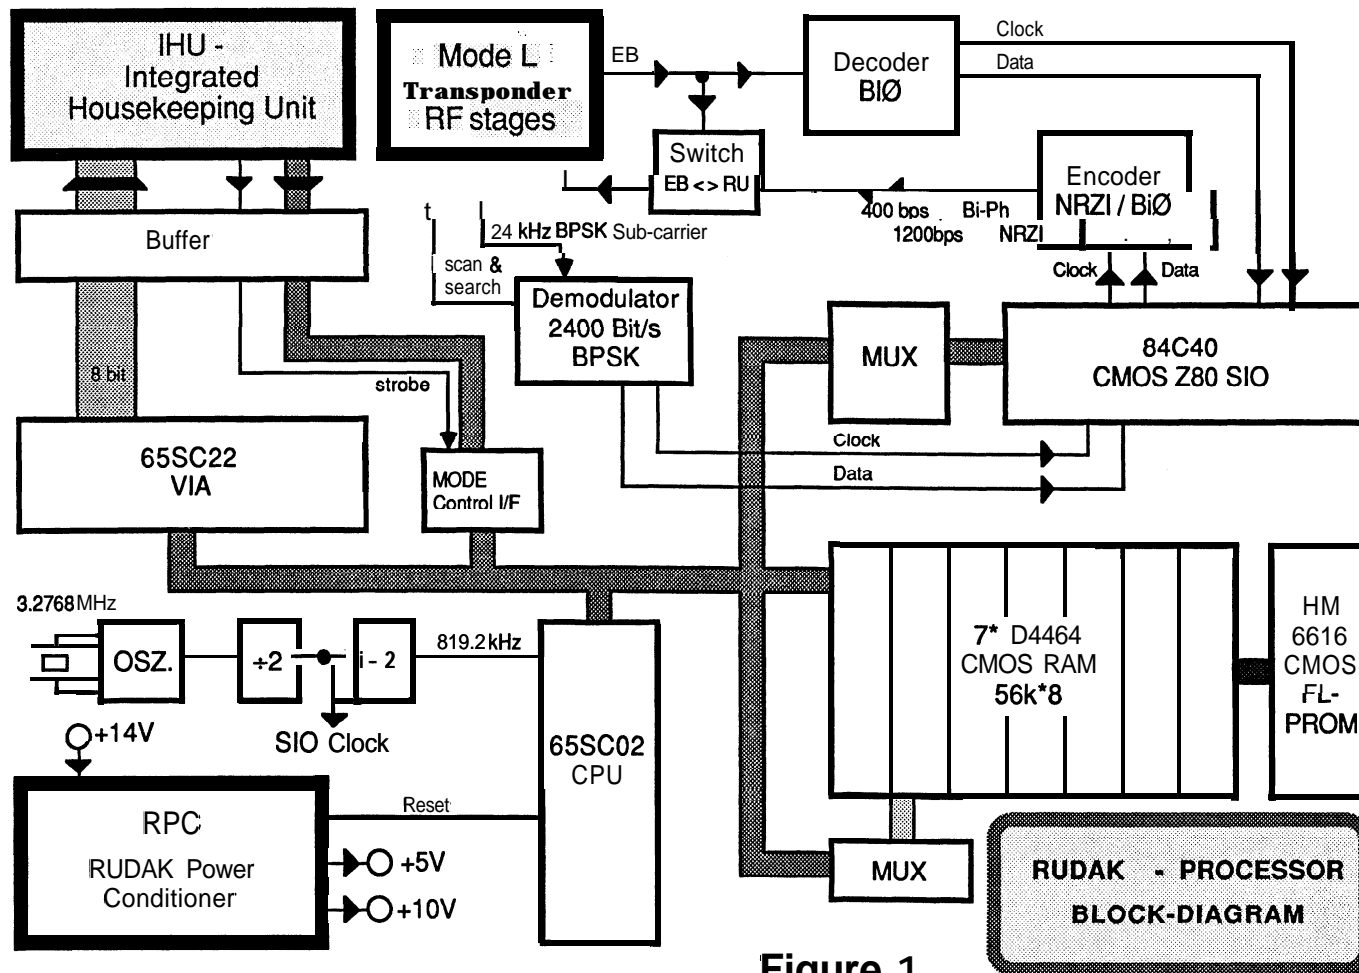 IHU -
Integrated
Housekeeping Unit
Mode L
Transponder
RF stages
EB
Decoder
BIØ
Clock
Data
Switch
EB <> RU
Encoder
NRZI / BiØ
400 bps Bi-Ph
1200bps NRZI
Clock
Data
Buffer
t
24 kHz BPSK Sub-carrier
scan &
search
Demodulator
2400 Bit/s
BPSK
MUX
84C40
CMOS Z80 SIO
8 bit
strobe
65SC22
VIA
MODE
Control I/F
Clock
Data
3.2768MHz
OSZ.
÷2
i - 2
819.2kHz
SIO Clock
65SC02
CPU
7* D4464
CMOS RAM
56k*8
HM
6616
CMOS
FL-
PROM
+14V
RPC
RUDAK Power
Conditioner
Reset
+5V
+10V
MUX
RUDAK - PROCESSOR
BLOCK-DIAGRAM
Figure 1